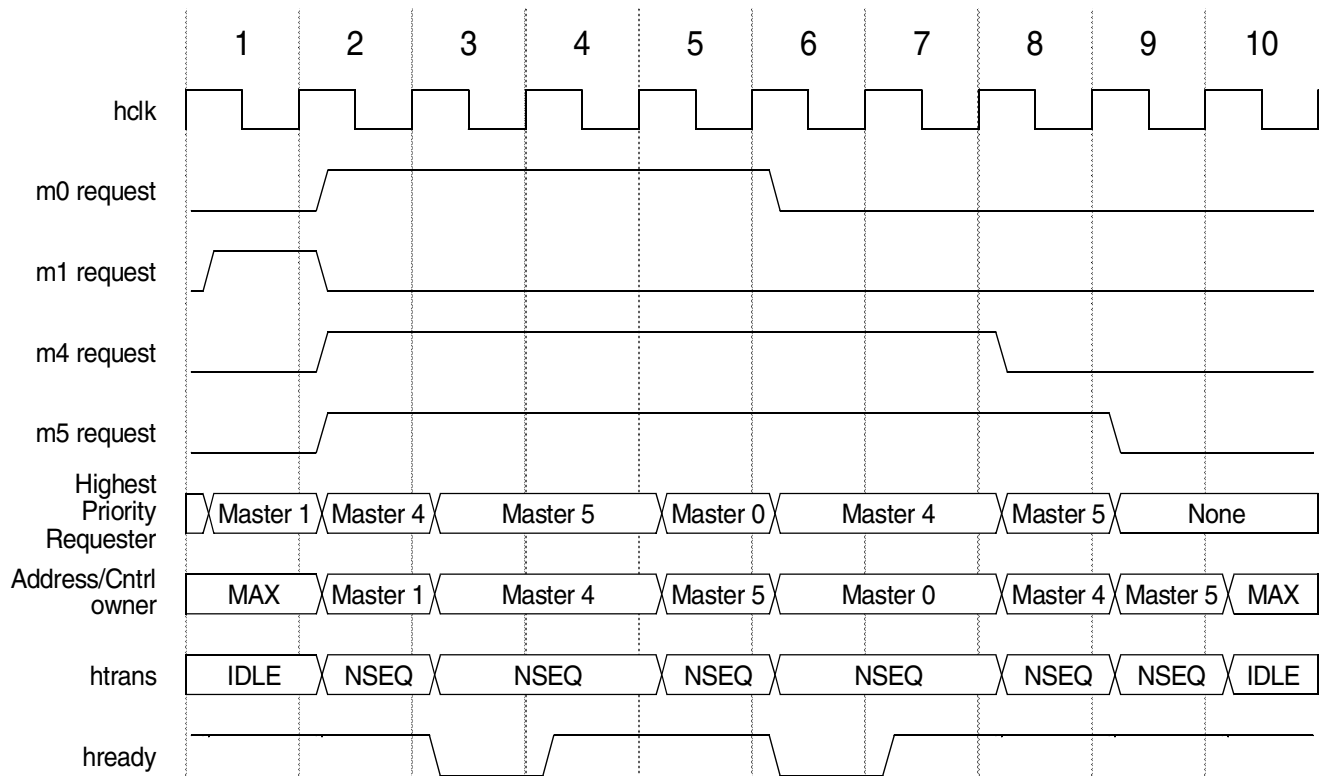 1 2 3 4 5 6 7 8 9 10
hclk
m0 request
m1 request
m4 request
m5 request
Highest
Priority
Requester
Master 1 Master 4 Master 5 Master 0 Master 4 Master 5 None
Address/Cntrl
owner
MAX Master 1 Master 4 Master 5 Master 0 Master 4 Master 5 MAX
htrans IDLE NSEQ NSEQ NSEQ NSEQ NSEQ NSEQ IDLE
hready